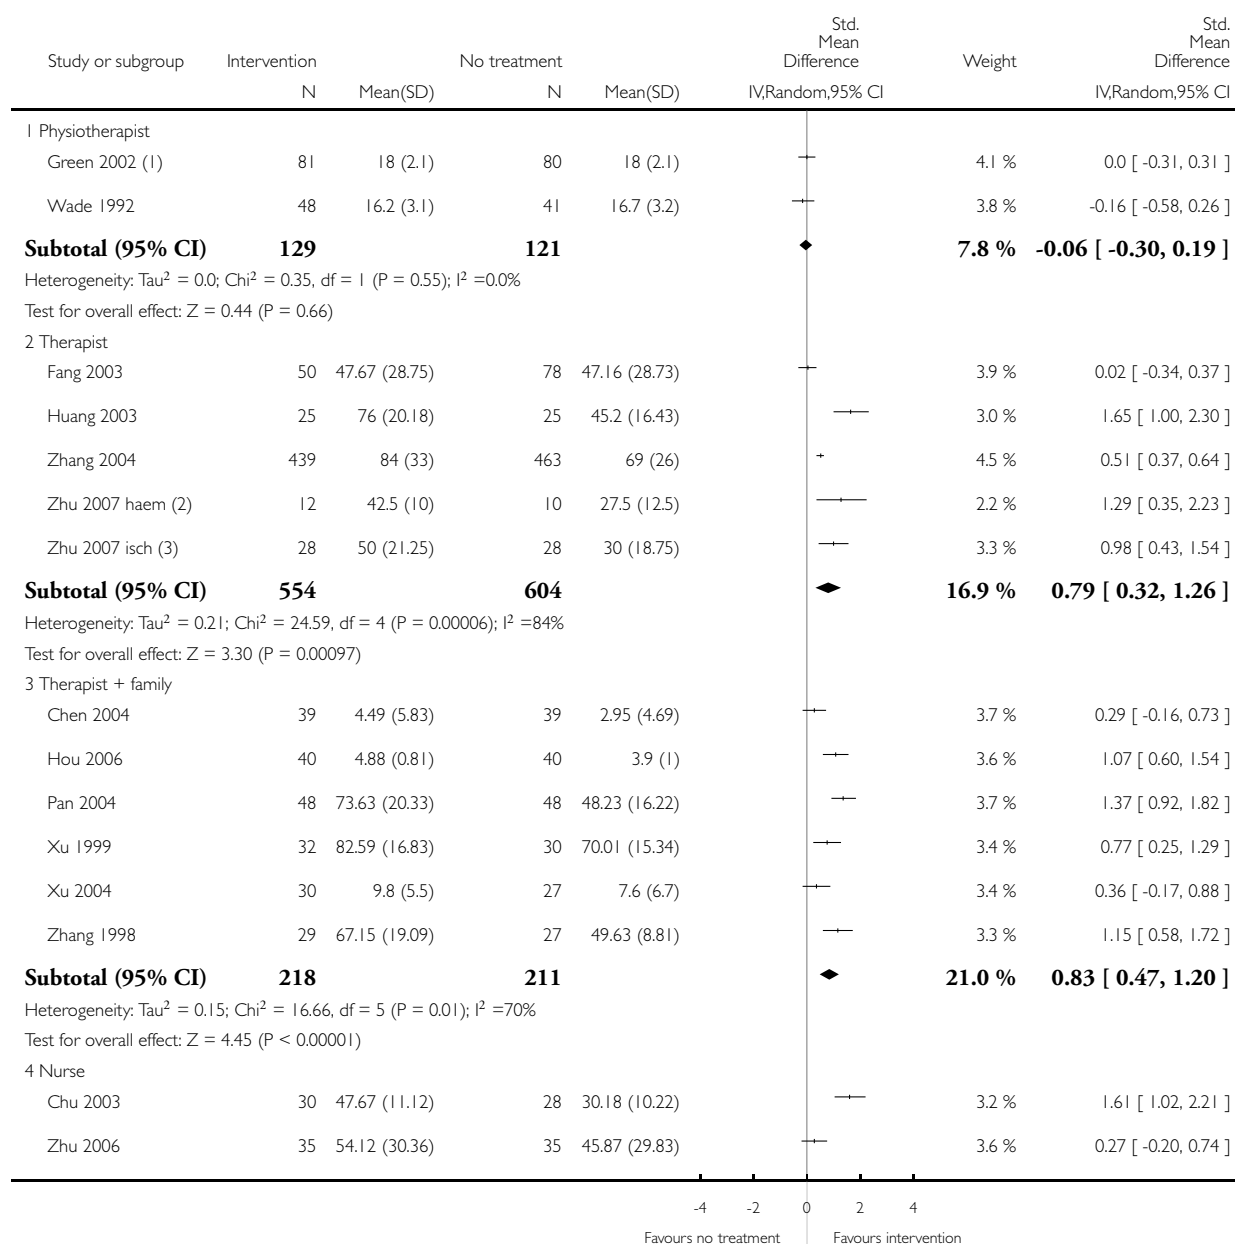 Std. Mean Difference Std. Mean Difference
Study or subgroup Intervention No treatment Weight
N Mean(SD) N Mean(SD) IV,Random,95% CI IV,Random,95% CI
1 Physiotherapist
Green 2002 (1) 81 18 (2.1) 80 18 (2.1) 4.1 % 0.0 [ -0.31, 0.31 ]
Wade 1992 48 16.2 (3.1) 41 16.7 (3.2) 3.8 % -0.16 [ -0.58, 0.26 ]
Subtotal (95% CI) 129 121 7.8 % -0.06 [ -0.30, 0.19 ]
Heterogeneity: Tau² = 0.0; Chi² = 0.35, df = 1 (P = 0.55); I² =0.0%
Test for overall effect: Z = 0.44 (P = 0.66)
2 Therapist
Fang 2003 50 47.67 (28.75) 78 47.16 (28.73) 3.9 % 0.02 [ -0.34, 0.37 ]
Huang 2003 25 76 (20.18) 25 45.2 (16.43) 3.0 % 1.65 [ 1.00, 2.30 ]
Zhang 2004 439 84 (33) 463 69 (26) 4.5 % 0.51 [ 0.37, 0.64 ]
Zhu 2007 haem (2) 12 42.5 (10) 10 27.5 (12.5) 2.2 % 1.29 [ 0.35, 2.23 ]
Zhu 2007 isch (3) 28 50 (21.25) 28 30 (18.75) 3.3 % 0.98 [ 0.43, 1.54 ]
Subtotal (95% CI) 554 604 16.9 % 0.79 [ 0.32, 1.26 ]
Heterogeneity: Tau² = 0.21; Chi² = 24.59, df = 4 (P = 0.00006); I² =84%
Test for overall effect: Z = 3.30 (P = 0.00097)
3 Therapist + family
Chen 2004 39 4.49 (5.83) 39 2.95 (4.69) 3.7 % 0.29 [ -0.16, 0.73 ]
Hou 2006 40 4.88 (0.81) 40 3.9 (1) 3.6 % 1.07 [ 0.60, 1.54 ]
Pan 2004 48 73.63 (20.33) 48 48.23 (16.22) 3.7 % 1.37 [ 0.92, 1.82 ]
Xu 1999 32 82.59 (16.83) 30 70.01 (15.34) 3.4 % 0.77 [ 0.25, 1.29 ]
Xu 2004 30 9.8 (5.5) 27 7.6 (6.7) 3.4 % 0.36 [ -0.17, 0.88 ]
Zhang 1998 29 67.15 (19.09) 27 49.63 (8.81) 3.3 % 1.15 [ 0.58, 1.72 ]
Subtotal (95% CI) 218 211 21.0 % 0.83 [ 0.47, 1.20 ]
Heterogeneity: Tau² = 0.15; Chi² = 16.66, df = 5 (P = 0.01); I² =70%
Test for overall effect: Z = 4.45 (P < 0.00001)
4 Nurse
Chu 2003 30 47.67 (11.12) 28 30.18 (10.22) 3.2 % 1.61 [ 1.02, 2.21 ]
Zhu 2006 35 54.12 (30.36) 35 45.87 (29.83) 3.6 % 0.27 [ -0.20, 0.74 ]
-4 -2 0 2 4
Favours no treatment Favours intervention